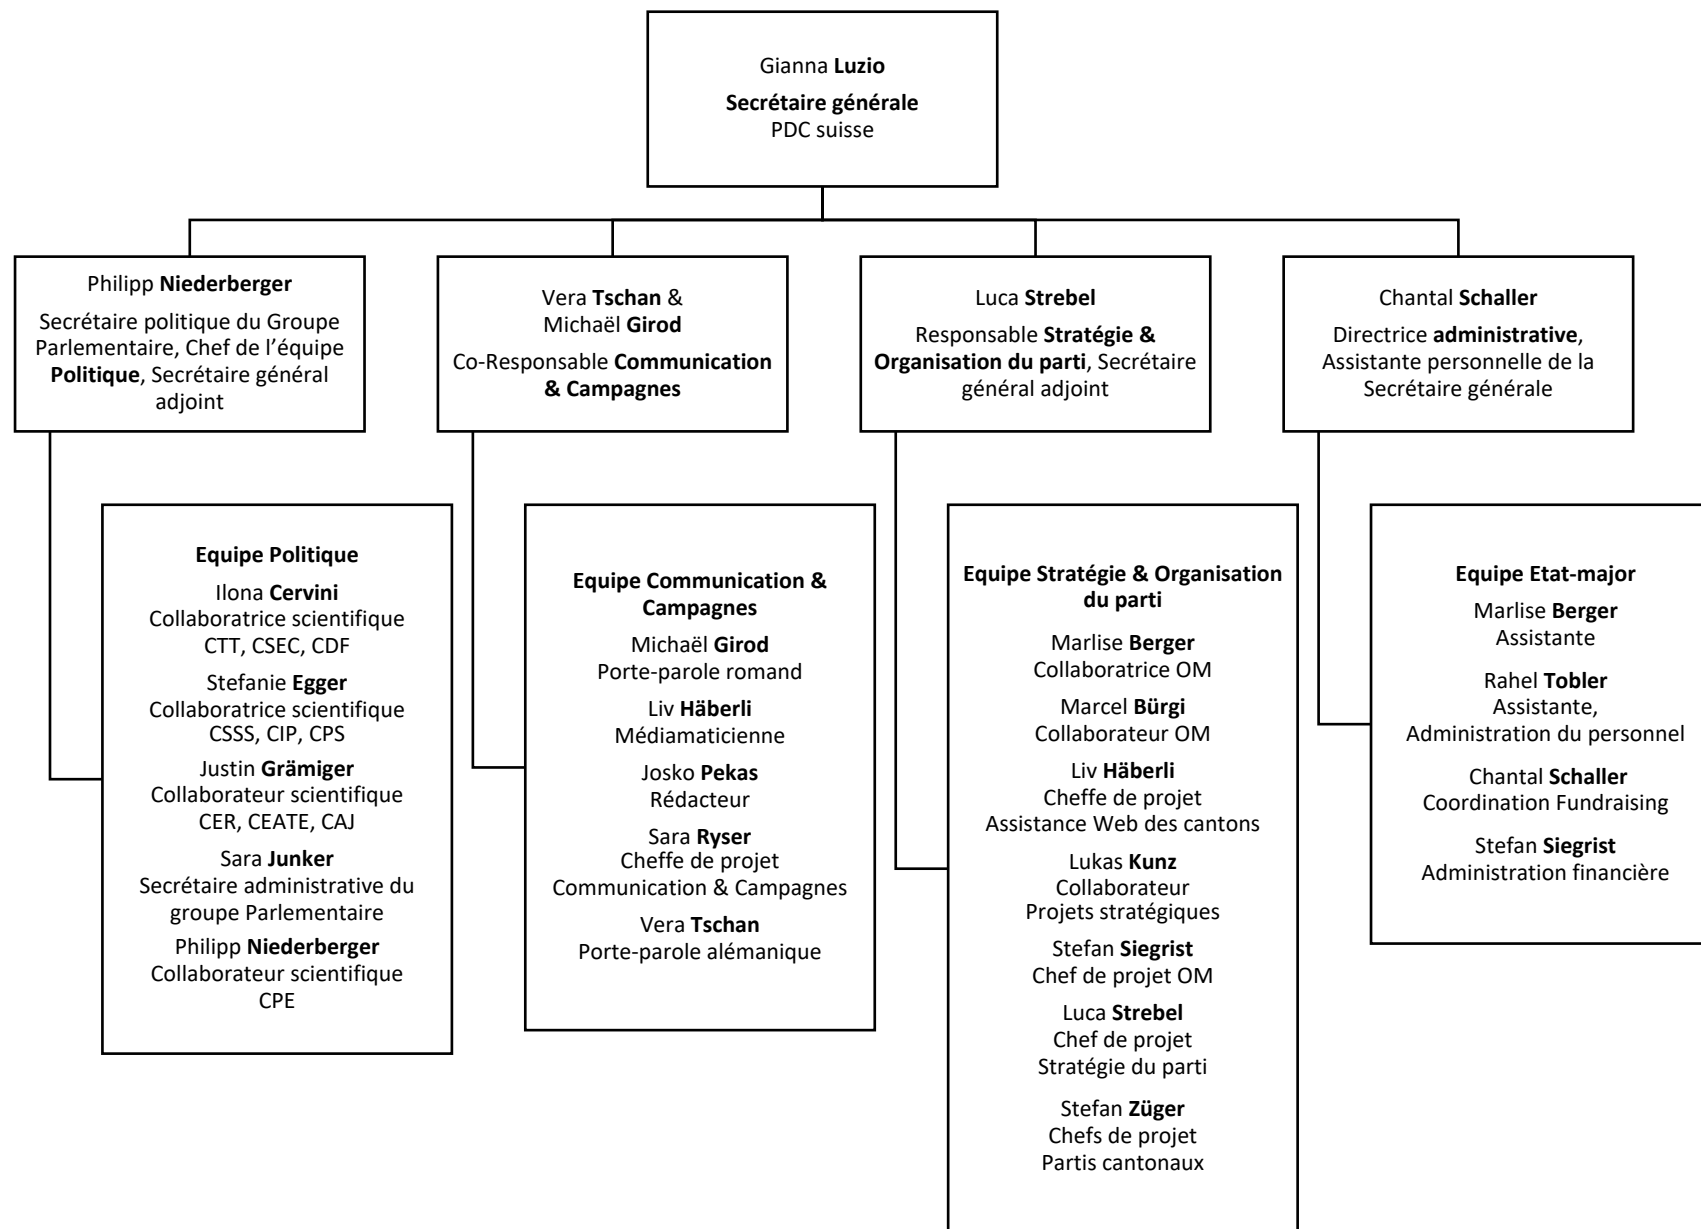 Gianna Luzio
Secrétaire générale
PDC suisse
Philipp Niederberger
Secrétaire politique du Groupe
Parlementaire, Chef de l’équipe
Politique, Secrétaire général
adjoint
Vera Tschan &
Michaël Girod
Co-Responsable Communication
& Campagnes
Luca Strebel
Responsable Stratégie &
Organisation du parti, Secrétaire
général adjoint
Chantal Schaller
Directrice administrative,
Assistante personnelle de la
Secrétaire générale
Equipe Politique
Ilona Cervini
Collaboratrice scientifique
CTT, CSEC, CDF
Stefanie Egger
Collaboratrice scientifique
CSSS, CIP, CPS
Justin Grämiger
Collaborateur scientifique
CER, CEATE, CAJ
Sara Junker
Secrétaire administrative du
groupe Parlementaire
Philipp Niederberger
Collaborateur scientifique
CPE
Equipe Communication &
Campagnes
Michaël Girod
Porte-parole romand
Liv Häberli
Médiamaticienne
Josko Pekas
Rédacteur
Sara Ryser
Cheffe de projet
Communication & Campagnes
Vera Tschan
Porte-parole alémanique
Equipe Stratégie & Organisation
du parti
Marlise Berger
Collaboratrice OM
Marcel Bürgi
Collaborateur OM
Liv Häberli
Cheffe de projet
Assistance Web des cantons
Lukas Kunz
Collaborateur
Projets stratégiques
Stefan Siegrist
Chef de projet OM
Luca Strebel
Chef de projet
Stratégie du parti
Stefan Züger
Chefs de projet
Partis cantonaux
Equipe Etat-major
Marlise Berger
Assistante
Rahel Tobler
Assistante,
Administration du personnel
Chantal Schaller
Coordination Fundraising
Stefan Siegrist
Administration financière